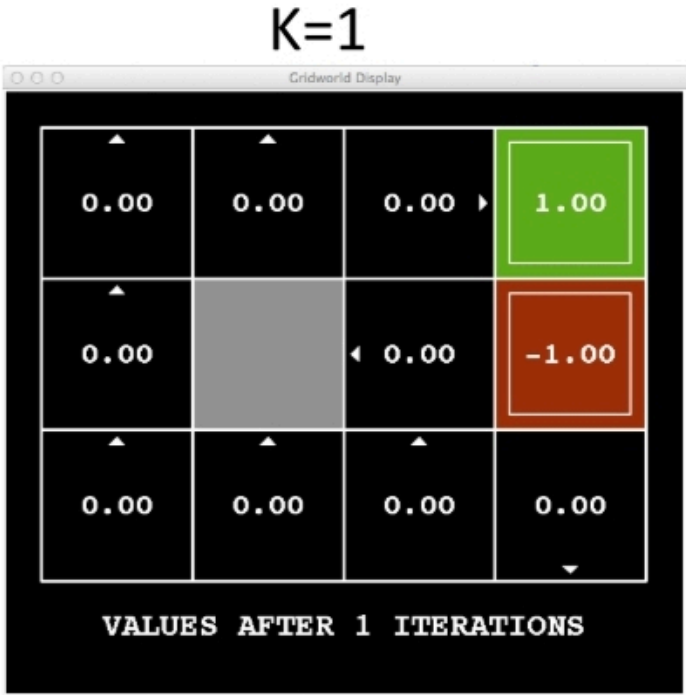 K=1
Gridworld Display
0.00 0.00 0.00 1.00
0.00 0.00 -1.00
0.00 0.00 0.00 0.00
VALUES AFTER 1 ITERATIONS